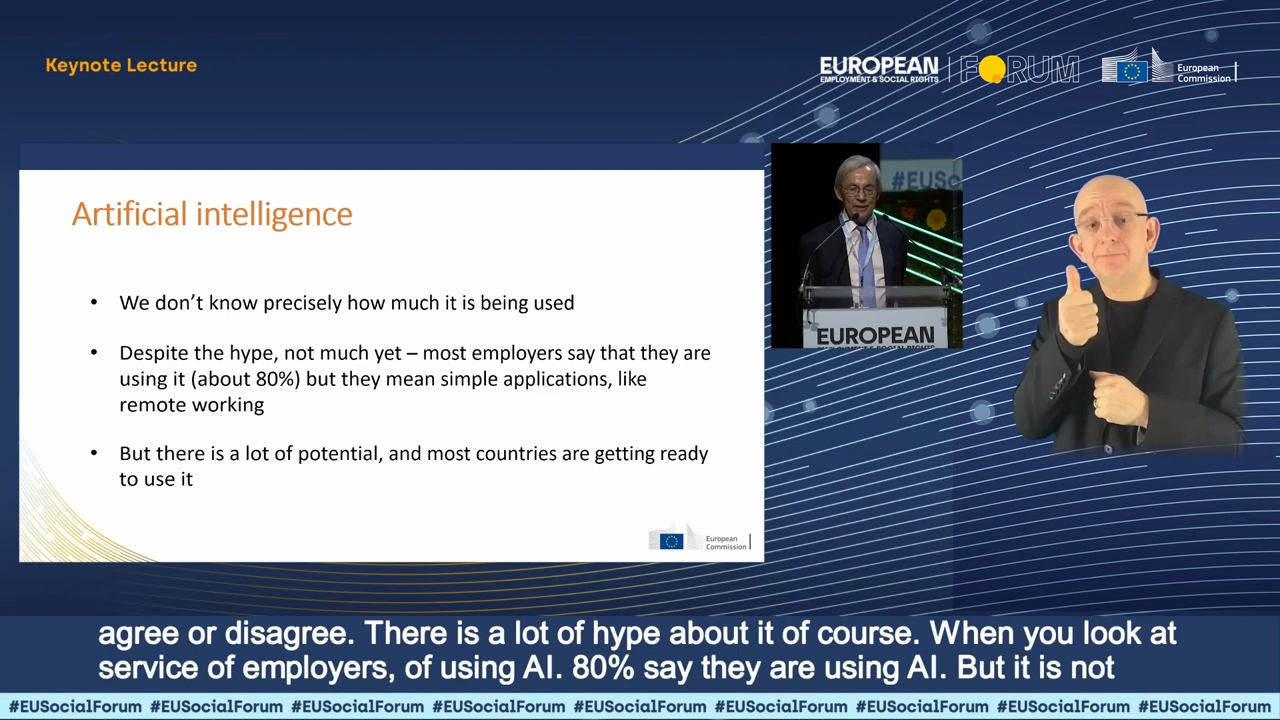 Keynote Lecture
EUROPEAN
EMPLOYMENT & SOCIAL RIGHTS
FORUM
European
Commission
#EUSo
Artificial intelligence
• We don’t know precisely how much it is being used
• Despite the hype, not much yet – most employers say that they are
using it (about 80%) but they mean simple applications, like
remote working
• But there is a lot of potential, and most countries are getting ready
to use it
European
Commission
EUROPEAN
EMPLOYMENT & SOCIAL RIGHTS
agree or disagree. There is a lot of hype about it of course. When you look at
service of employers, of using AI. 80% say they are using AI. But it is not
#EUSocialForum #EUSocialForum #EUSocialForum #EUSocialForum #EUSocialForum #EUSocialForum #EUSocialForum #EUSocialForum #EUSocialForum